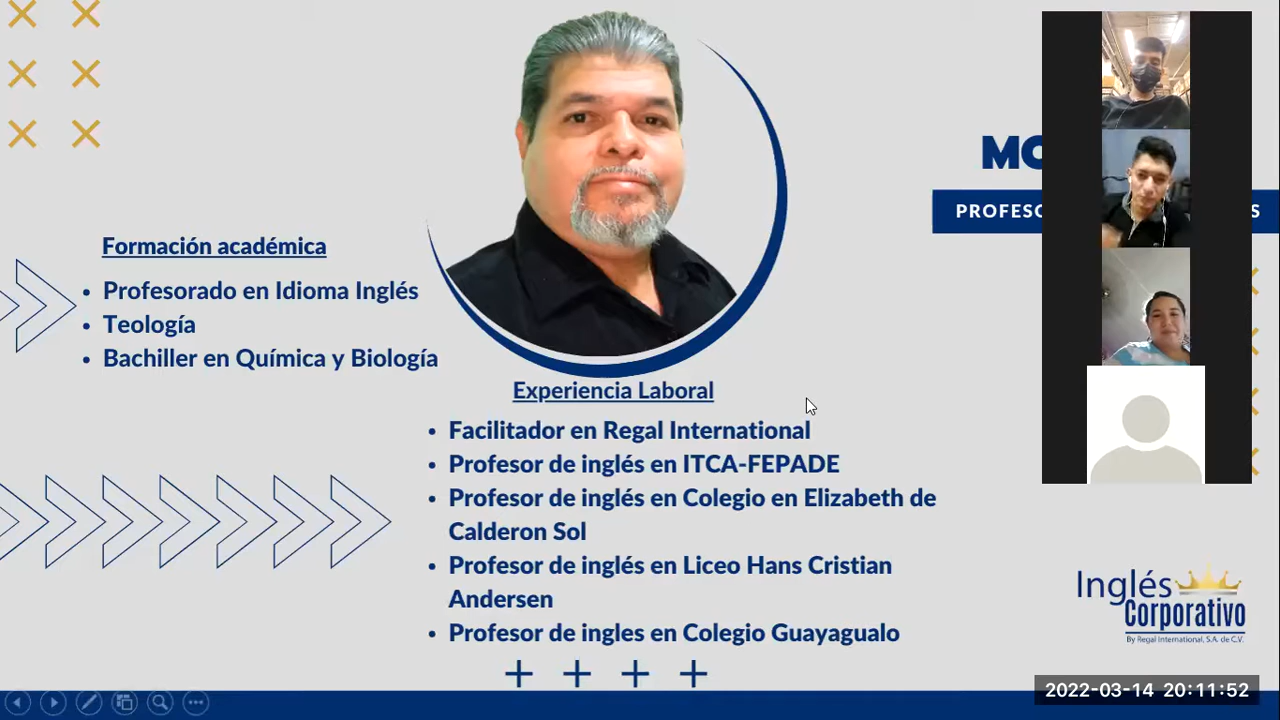 MO
PROFESO
S
Formación académica
• Profesorado en Idioma Inglés
• Teología
• Bachiller en Química y Biología
Experiencia Laboral
• Facilitador en Regal International
• Profesor de inglés en ITCA-FEPADE
• Profesor de inglés en Colegio en Elizabeth de
Calderon Sol
• Profesor de inglés en Liceo Hans Cristian
Andersen
• Profesor de ingles en Colegio Guayagualo
Inglés
Corporativo
By Regal International, S.A. de C.V.
2022-03-14 20:11:52